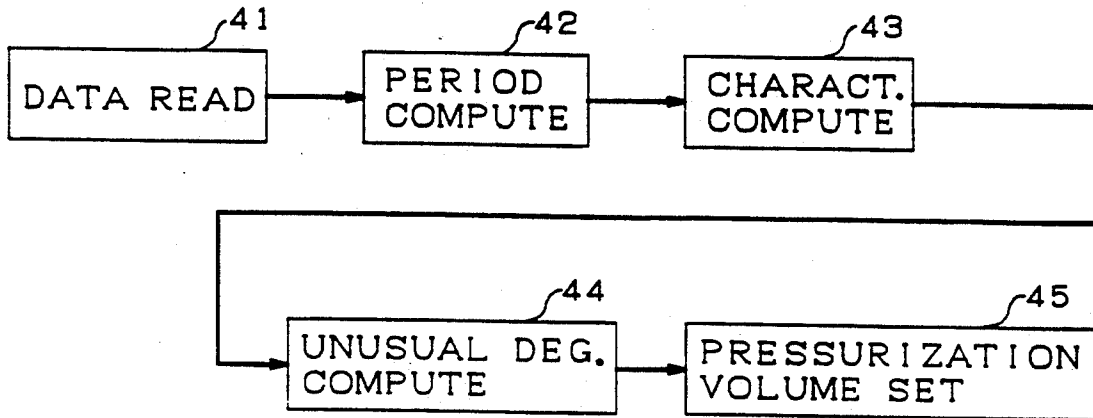 41
DATA READ
42
PERIOD
COMPUTE
43
CHARACT.
COMPUTE
44
UNUSUAL DEG.
COMPUTE
45
PRESSURIZATION
VOLUME SET